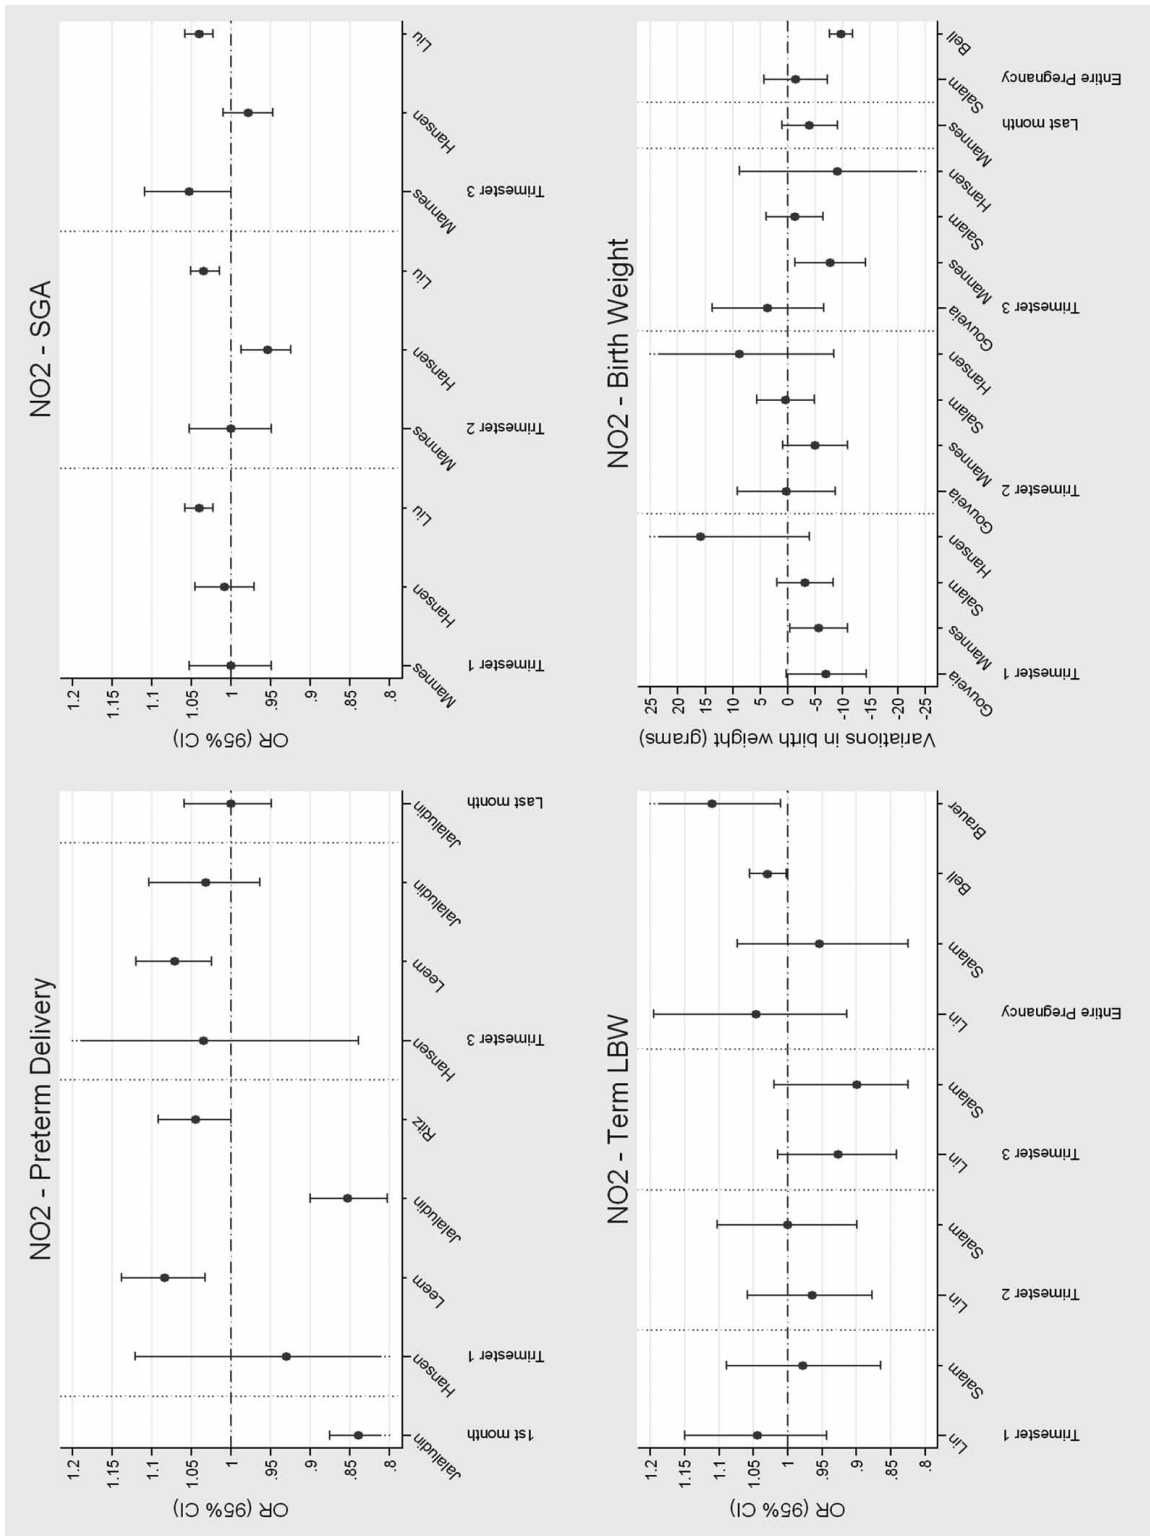 NO2 - Preterm Delivery
OR (95% CI)
1.2
1.15
1.1
1.05
1
.95
.9
.85
.8
Jalaludin
Hansen
Leem
Jalaludin
Ritz
Hansen
Leem
Jalaludin
Jalaludin
1st month
Trimester 1
Trimester 3
Last month
NO2 - SGA
OR (95% CI)
1.2
1.15
1.1
1.05
1
.95
.9
.85
.8
Mannes
Hansen
Liu
Mannes
Hansen
Liu
Mannes
Hansen
Liu
Trimester 1
Trimester 2
Trimester 3
NO2 - Term LBW
OR (95% CI)
1.2
1.15
1.1
1.05
1
.95
.9
.85
.8
Lin
Salam
Lin
Salam
Lin
Salam
Lin
Salam
Bell
Brauer
Trimester 1
Trimester 2
Trimester 3
Entire Pregnancy
NO2 - Birth Weight
Variations in birth weight (grams)
25
20
15
10
5
0
-5
-10
-15
-20
-25
Gouveia
Mannes
Salam
Hansen
Gouveia
Mannes
Salam
Hansen
Gouveia
Mannes
Salam
Hansen
Mannes
Salam
Bell
Trimester 1
Trimester 2
Trimester 3
Last month
Entire Pregnancy